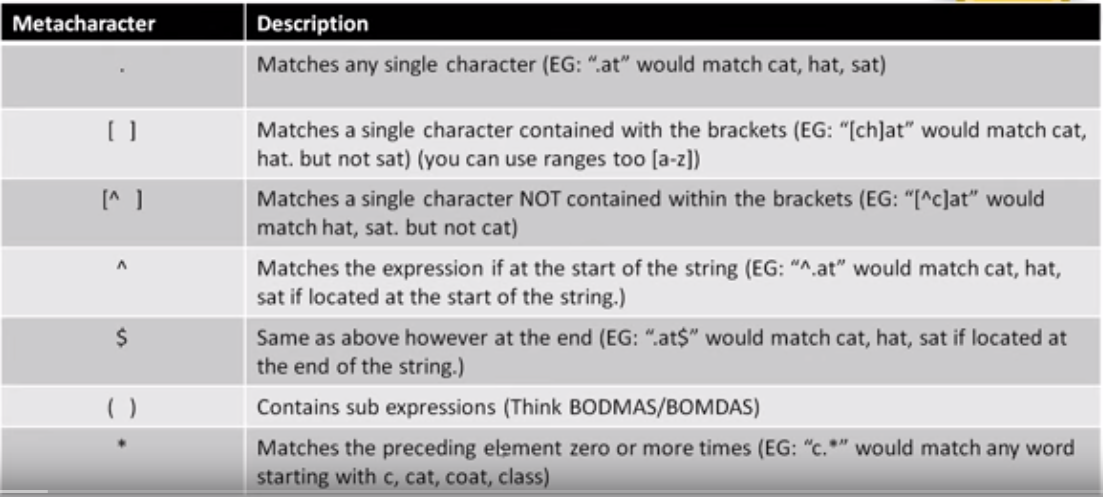 Metacharacter Description
. Matches any single character (EG: “.at” would match cat, hat, sat)
[ ] Matches a single character contained with the brackets (EG: “[ch]at” would match cat,
hat. but not sat) (you can use ranges too [a-z])
[^ ] Matches a single character NOT contained within the brackets (EG: “[^c]at” would
match hat, sat. but not cat)
^ Matches the expression if at the start of the string (EG: “^.at” would match cat, hat,
sat if located at the start of the string.)
$ Same as above however at the end (EG: “.at$” would match cat, hat, sat if located at
the end of the string.)
( ) Contains sub expressions (Think BODMAS/BOMDAS)
* Matches the preceding element zero or more times (EG: “c.*” would match any word
starting with c, cat, coat, class)